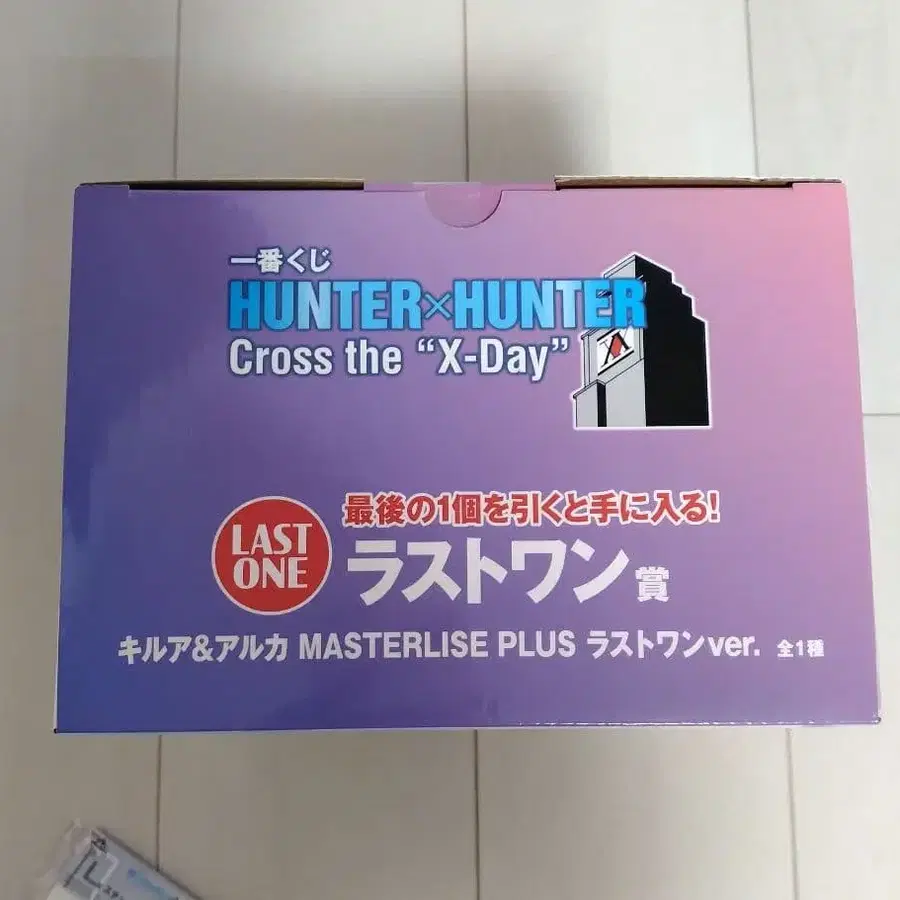 一番くじ
HUNTER×HUNTER
Cross the “X-Day”
LAST
ONE
最後の1個を引くと手に入る!
ラストワン賞
キルア&アルカ MASTERLISE PLUS ラストワンver. 全1種
L